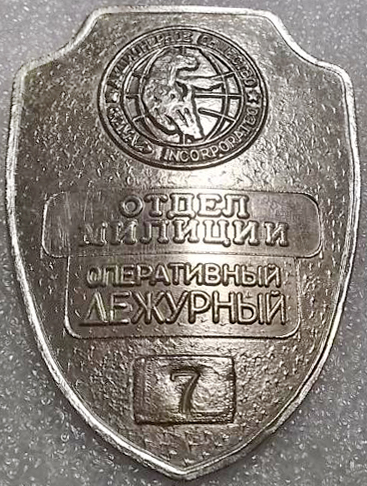 INCORPORATED
ОТДЕЛ
МИЛИЦИИ
ОПЕРАТИВНЫЙ
ДЕЖУРНЫЙ
7